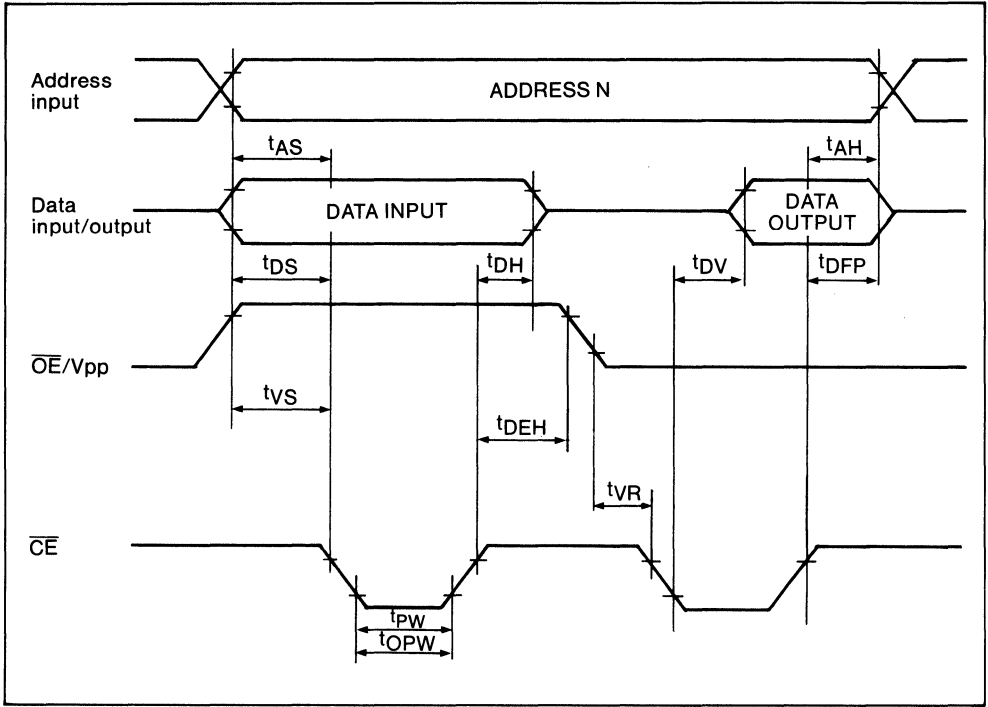 Address
input
ADDRESS N
tAS
tAH
Data
input/output
DATA INPUT
DATA
OUTPUT
tDS
tDH
tDV
tDFP
OE/Vpp
tVS
tDEH
tVR
CE
tPW
tOPW